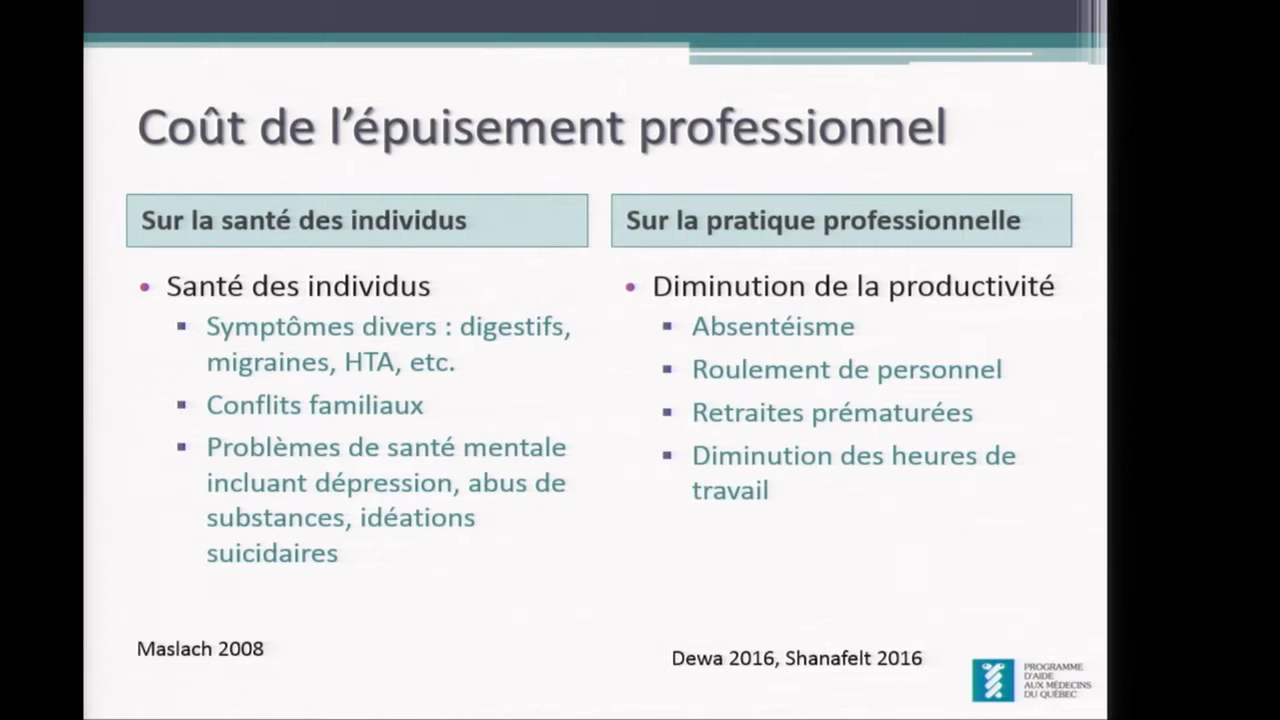 Coût de l’épuisement professionnel
Sur la santé des individus
• Santé des individus
▪ Symptômes divers : digestifs,
migraines, HTA, etc.
▪ Conflits familiaux
▪ Problèmes de santé mentale
incluant dépression, abus de
substances, idéations
suicidaires
Maslach 2008
Sur la pratique professionnelle
• Diminution de la productivité
▪ Absentéisme
▪ Roulement de personnel
▪ Retraites prématurées
▪ Diminution des heures de
travail
Dewa 2016, Shanafelt 2016
PROGRAMME
D'AIDE
AUX MÉDECINS
DU QUÉBEC